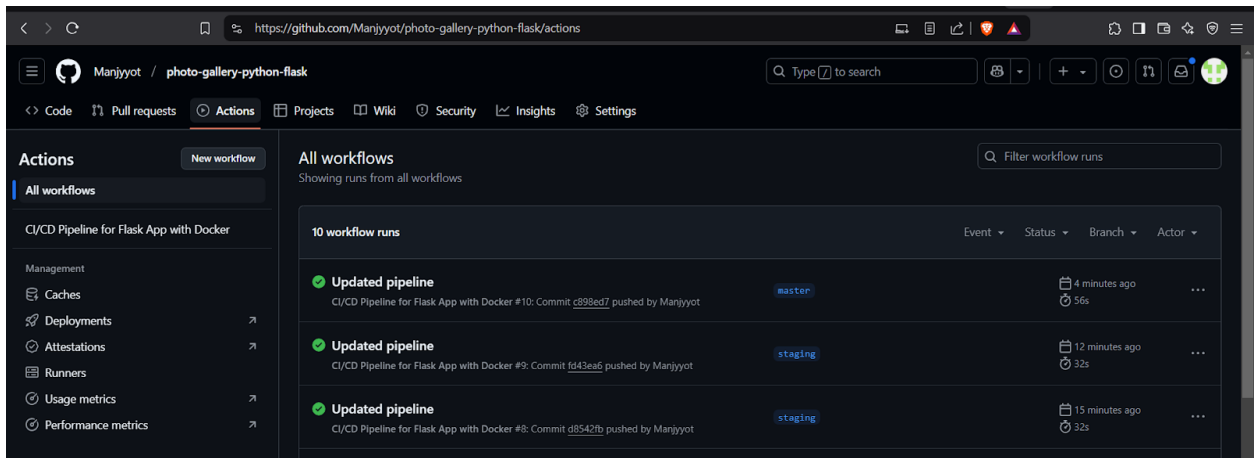 https://github.com/Manjyyot/photo-gallery-python-flask/actions
Manjyyot / photo-gallery-python-flask
Type / to search
Code Pull requests Actions Projects Wiki Security Insights Settings
Actions
New workflow
All workflows
CI/CD Pipeline for Flask App with Docker
Management
Caches
Deployments
Attestations
Runners
Usage metrics
Performance metrics
All workflows
Showing runs from all workflows
Filter workflow runs
10 workflow runs
Event Status Branch Actor
Updated pipeline
CI/CD Pipeline for Flask App with Docker #10: Commit c898ed7 pushed by Manjyyot
master
4 minutes ago
56s
Updated pipeline
CI/CD Pipeline for Flask App with Docker #9: Commit fd43ea6 pushed by Manjyyot
staging
12 minutes ago
32s
Updated pipeline
CI/CD Pipeline for Flask App with Docker #8: Commit d8542fb pushed by Manjyyot
staging
15 minutes ago
32s